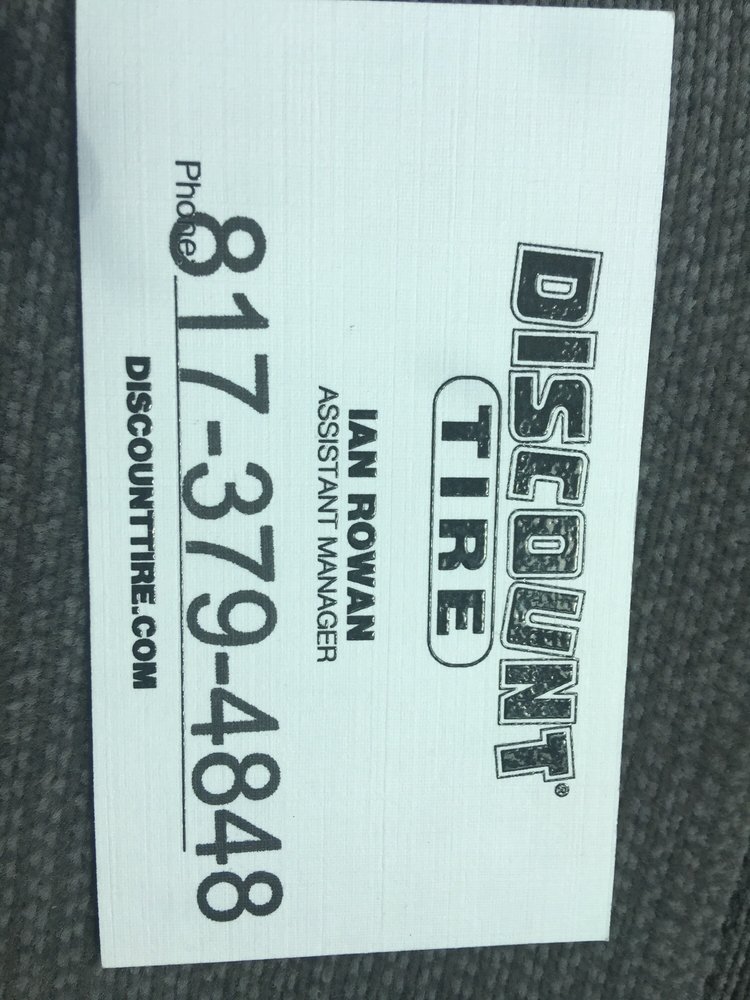 DISCOUNT®
TIRE
IAN ROWAN
ASSISTANT MANAGER
Phone 817-379-4848
DISCOUNTTIRE.COM